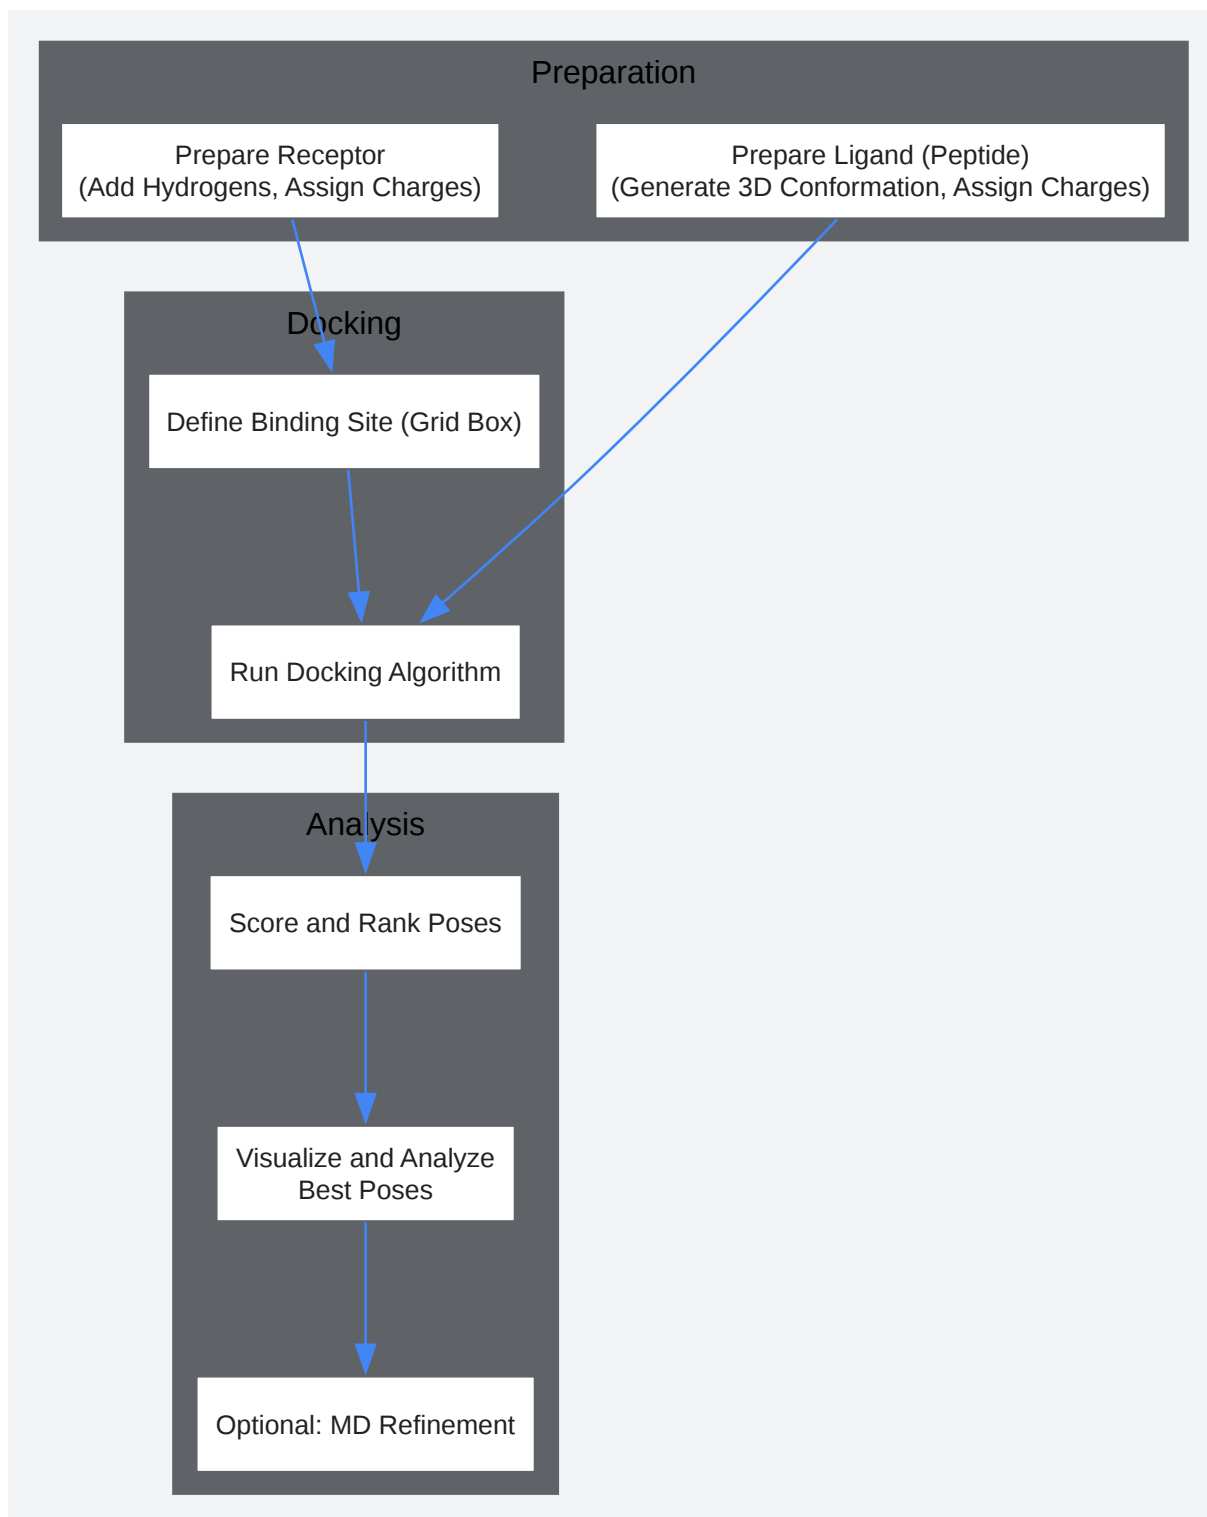 Preparation
Prepare Receptor
(Add Hydrogens, Assign Charges)
Prepare Ligand (Peptide)
(Generate 3D Conformation, Assign Charges)
Docking
Define Binding Site (Grid Box)
Run Docking Algorithm
Analysis
Score and Rank Poses
Visualize and Analyze
Best Poses
Optional: MD Refinement